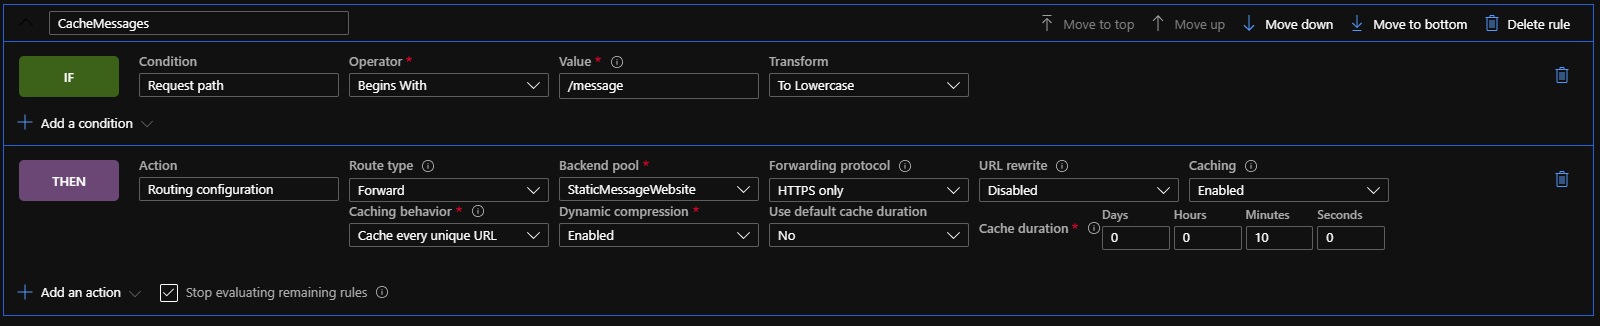 CacheMessages Move to top Move up Move down Move to bottom Delete rule
Condition Operator * Value * Transform
IF Request path Begins With /message To Lowercase
Add a condition
Action Route type Backend pool * Forwarding protocol URL rewrite Caching
THEN Routing configuration Forward StaticMessageWebsite HTTPS only Disabled Enabled
Caching behavior * Dynamic compression * Use default cache duration Days Hours Minutes Seconds
Cache every unique URL Enabled No Cache duration * 0 0 10 0
Add an action Stop evaluating remaining rules